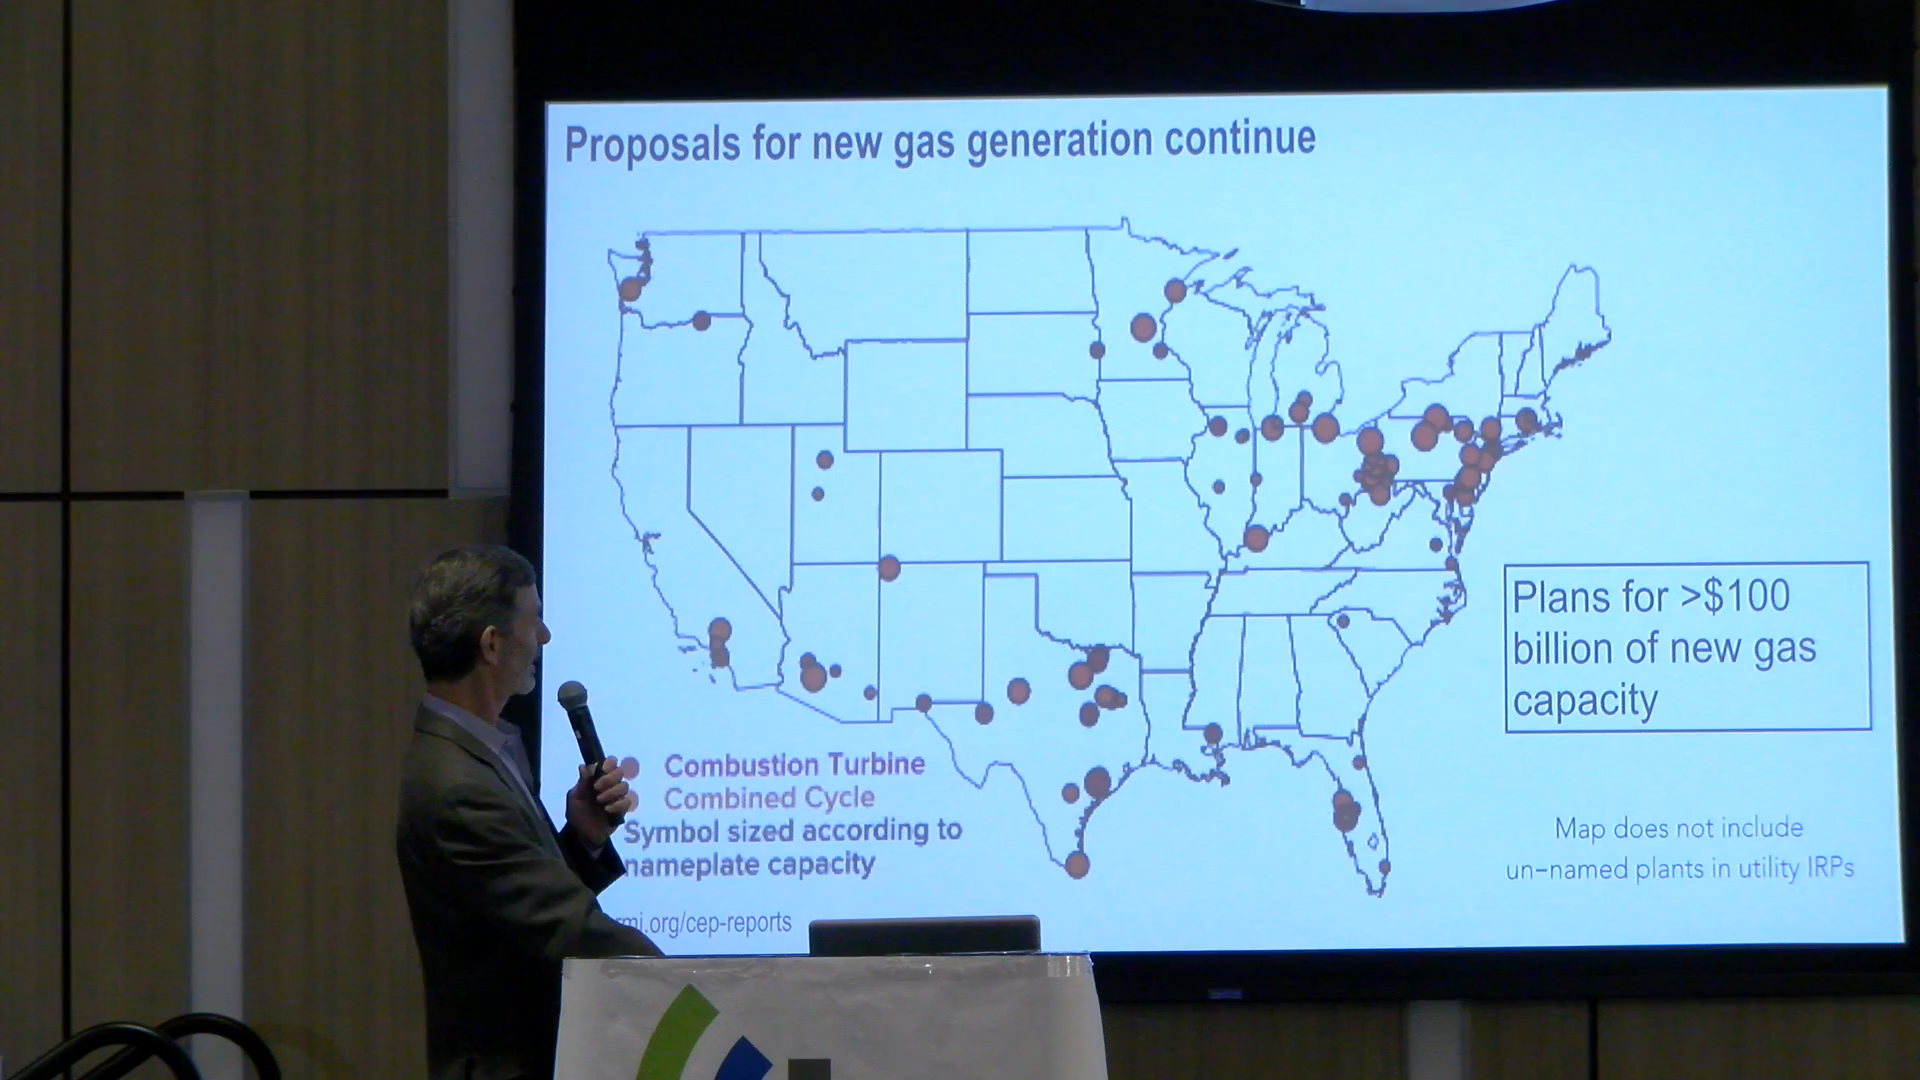 Proposals for new gas generation continue
Plans for >$100
billion of new gas
capacity
Combustion Turbine
Combined Cycle
Symbol sized according to
nameplate capacity
Map does not include
un-named plants in utility IRPs
rmi.org/cep-reports